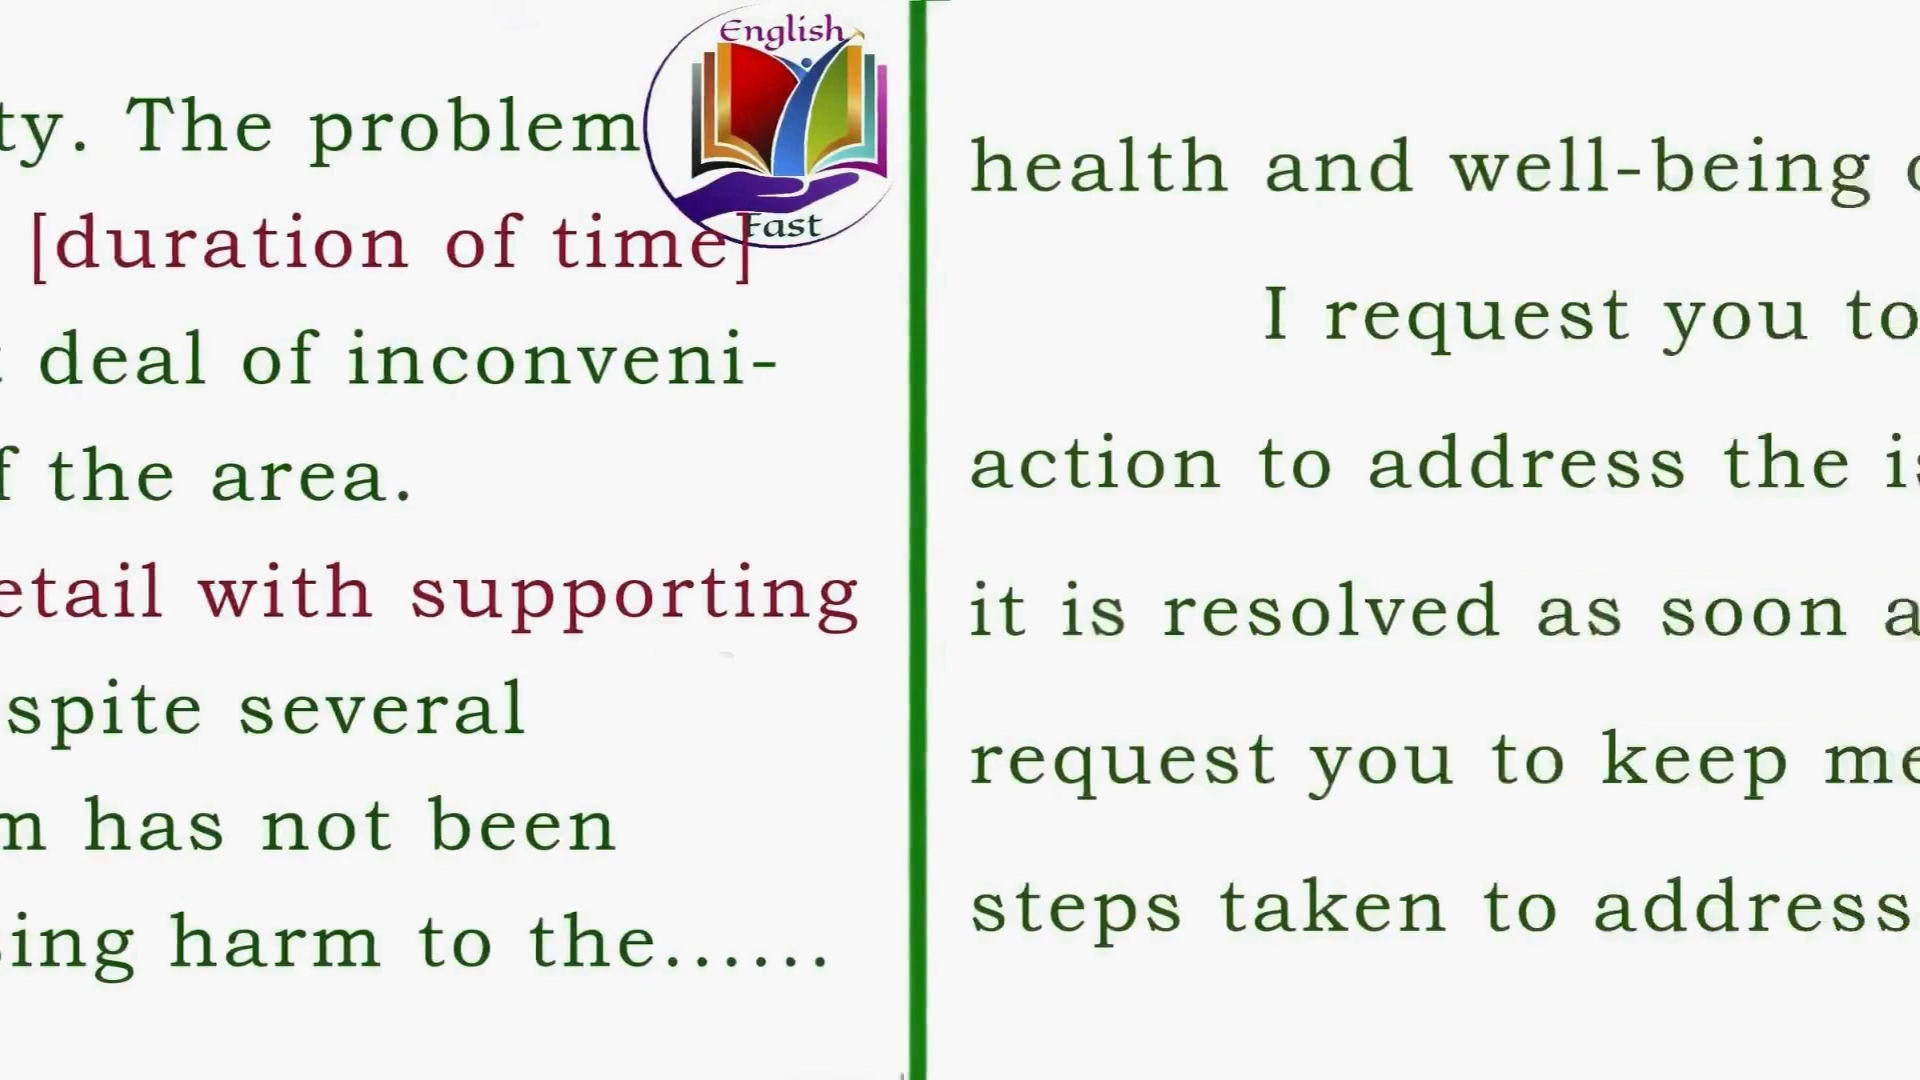 English
Fast
ty. The problem
[duration of time]
deal of inconveni-
f the area.
etail with supporting
spite several
m has not been
sing harm to the......
health and well-being
I request you to
action to address the
it is resolved as soon
request you to keep me
steps taken to address